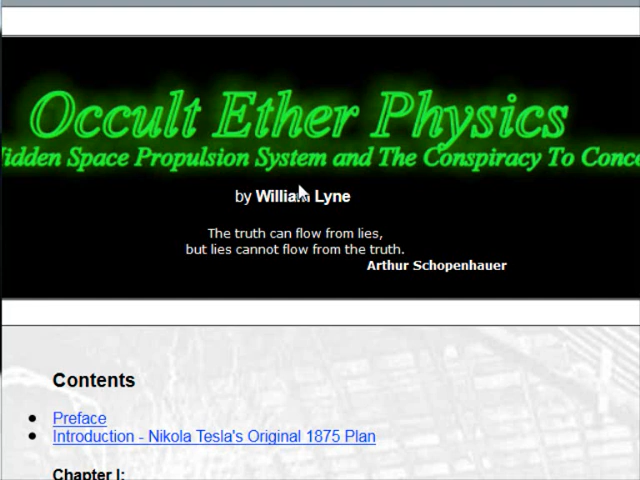 Occult Ether Physics
idden Space Propulsion System and The Conspiracy To Conce
by William Lyne
The truth can flow from lies,
but lies cannot flow from the truth.
Arthur Schopenhauer
Contents
Preface
Introduction - Nikola Tesla's Original 1875 Plan
Chapter I: